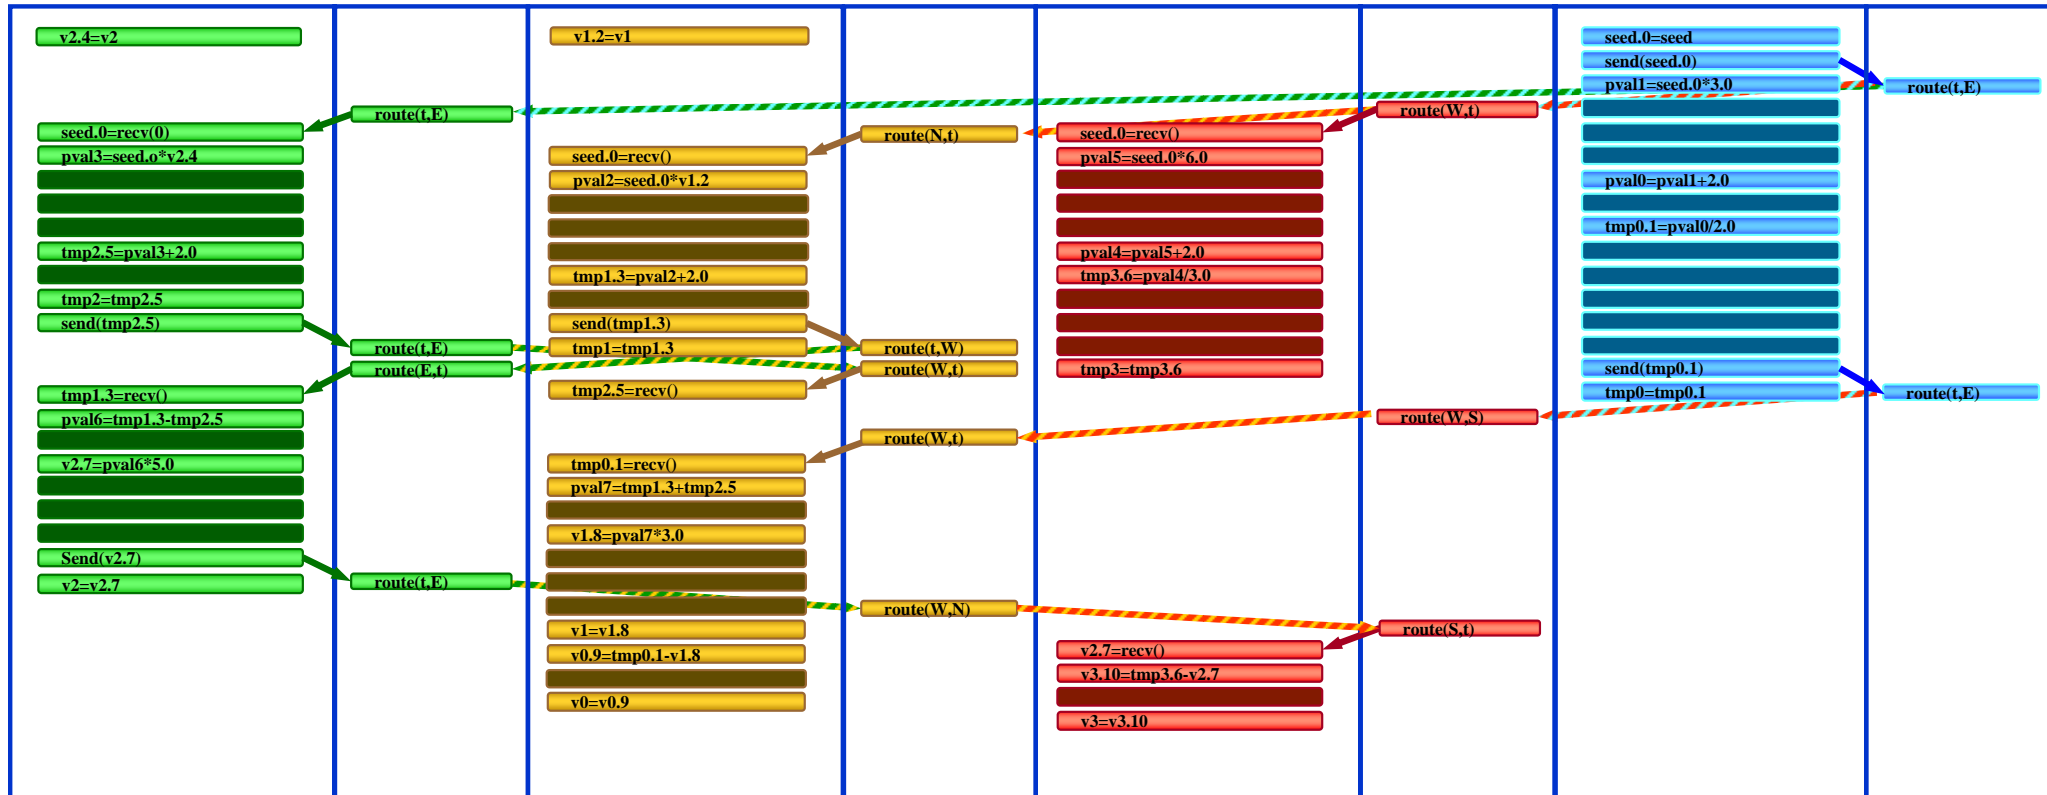 v2.4=v2
seed.0=recv(0)
pval3=seed.o*v2.4
tmp2.5=pval3+2.0
tmp2=tmp2.5
send(tmp2.5)
tmp1.3=recv()
pval6=tmp1.3-tmp2.5
v2.7=pval6*5.0
Send(v2.7)
v2=v2.7
route(t,E)
route(t,E)
route(E,t)
route(t,E)
v1.2=v1
seed.0=recv()
pval2=seed.0*v1.2
tmp1.3=pval2+2.0
send(tmp1.3)
tmp1=tmp1.3
tmp2.5=recv()
tmp0.1=recv()
pval7=tmp1.3+tmp2.5
v1.8=pval7*3.0
v1=v1.8
v0.9=tmp0.1-v1.8
v0=v0.9
route(N,t)
route(t,W)
route(W,t)
route(W,t)
route(W,N)
seed.0=recv()
pval5=seed.0*6.0
pval4=pval5+2.0
tmp3.6=pval4/3.0
tmp3=tmp3.6
v2.7=recv()
v3.10=tmp3.6-v2.7
v3=v3.10
route(W,t)
route(W,S)
route(S,t)
seed.0=seed
send(seed.0)
pval1=seed.0*3.0
pval0=pval1+2.0
tmp0.1=pval0/2.0
send(tmp0.1)
tmp0=tmp0.1
route(t,E)
route(t,E)